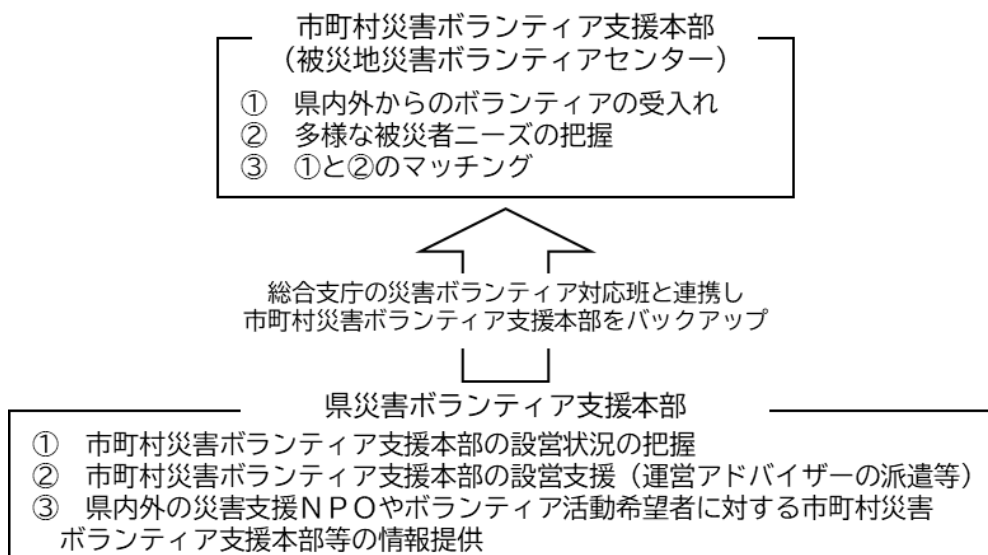 市町村災害ボランティア支援本部
（被災地災害ボランティアセンター）
① 県内外からのボランティアの受入れ
② 多様な被災者ニーズの把握
③ ①と②のマッチング
総合支庁の災害ボランティア対応班と連携し
市町村災害ボランティア支援本部をバックアップ
県災害ボランティア支援本部
① 市町村災害ボランティア支援本部の設営状況の把握
② 市町村災害ボランティア支援本部の設営支援（運営アドバイザーの派遣等）
③ 県内外の災害支援ＮＰＯやボランティア活動希望者に対する市町村災害
ボランティア支援本部等の情報提供